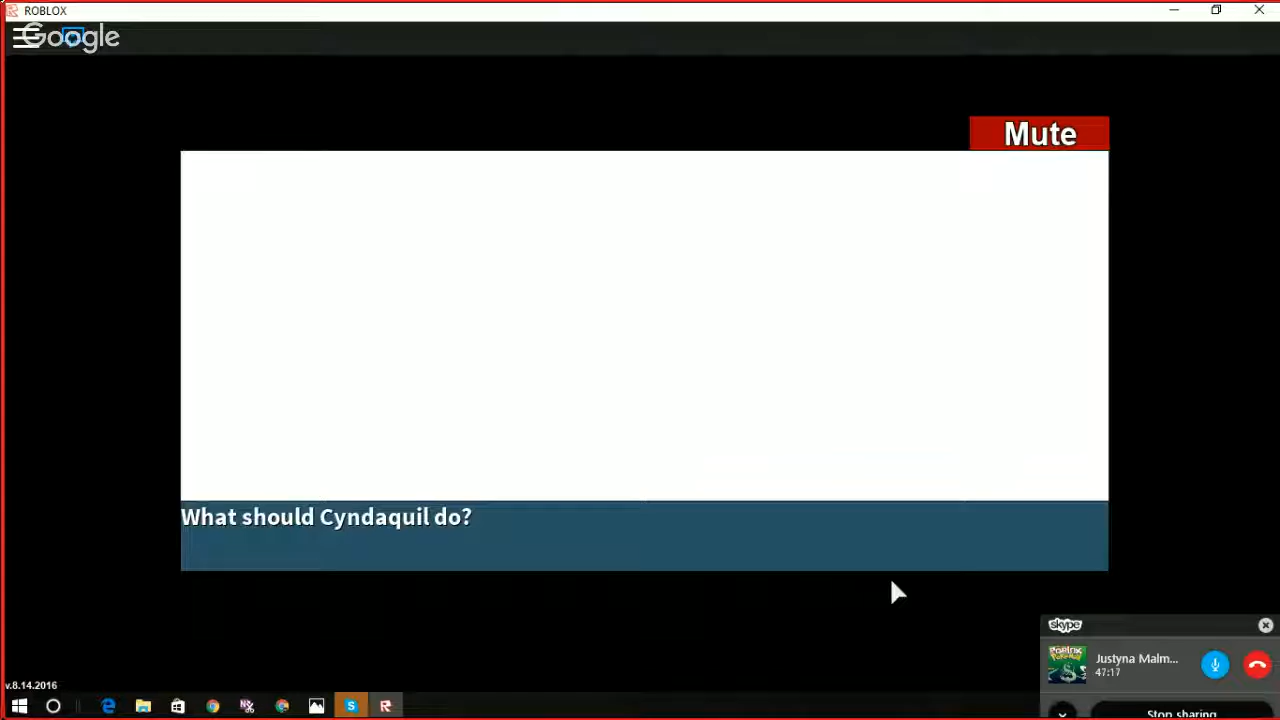 ROBLOX
Google
Mute
What should Cyndaquil do?
skype
Justyna Malm...
47:17
v.8.14.2016
Stop sharing